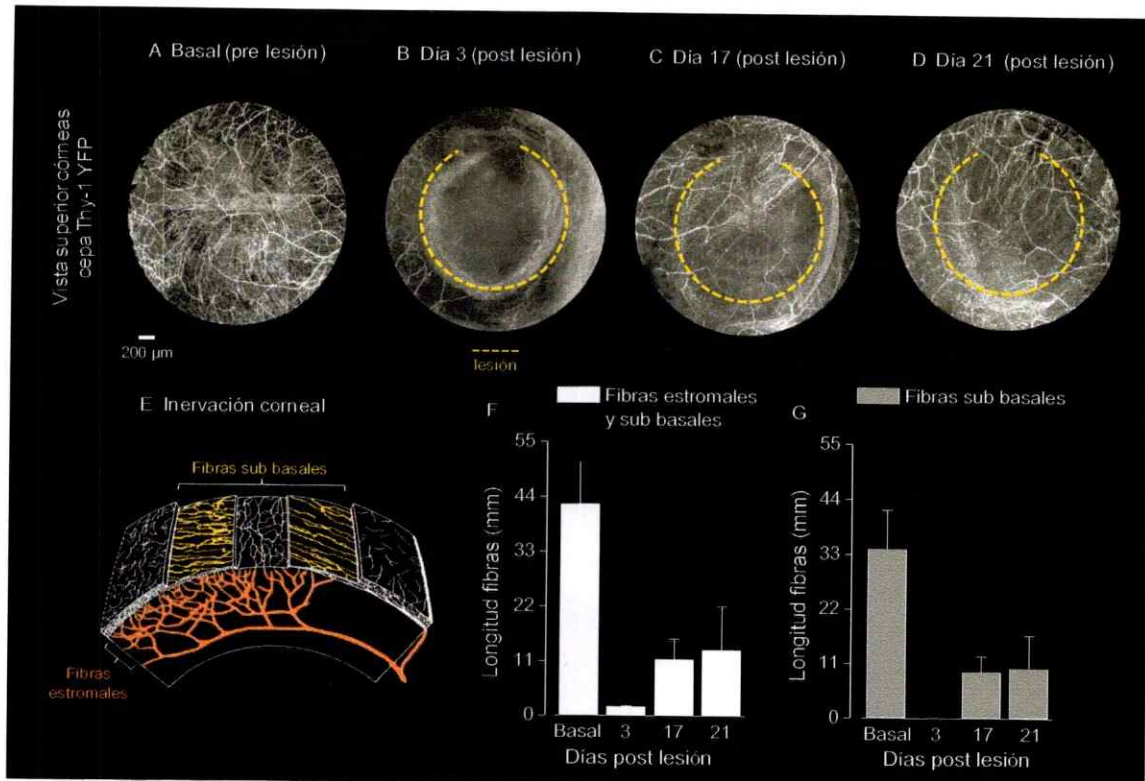 A Basal (pre lesión)
B Día 3 (post lesión)
C Día 17 (post lesión)
D Día 21 (post lesión)
Vista superior córneas
cepa Thy-1 YFP
200 µm
lesión
E Inervación corneal
Fibras sub basales
Fibras
estromales
Fibras estromales
y sub basales
F
55
44
33
22
11
0
Longitud fibras (mm)
Basal 3 17 21
Días post lesión
Fibras sub basales
G
55
44
33
22
11
0
Longitud fibras (mm)
Basal 3 17 21
Días post lesión